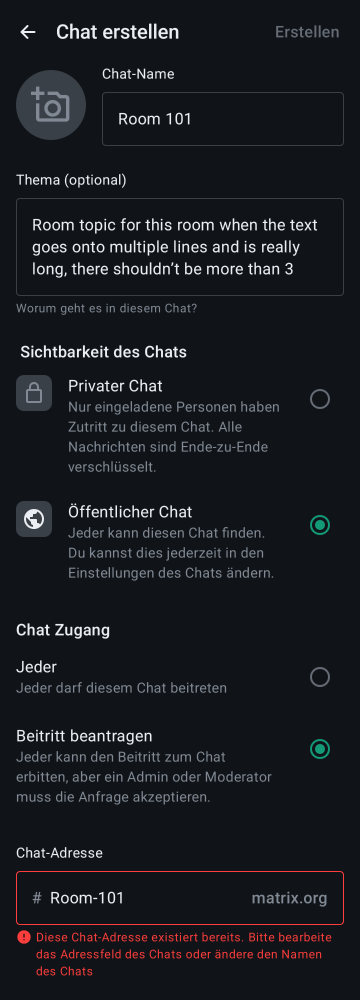 Chat erstellen
Erstellen
Chat-Name
Room 101
Thema (optional)
Room topic for this room when the text
goes onto multiple lines and is really
long, there shouldn’t be more than 3
Worum geht es in diesem Chat?
Sichtbarkeit des Chats
Privater Chat
Nur eingeladene Personen haben
Zutritt zu diesem Chat. Alle
Nachrichten sind Ende-zu-Ende
verschlüsselt.
Öffentlicher Chat
Jeder kann diesen Chat finden.
Du kannst dies jederzeit in den
Einstellungen des Chats ändern.
Chat Zugang
Jeder
Jeder darf diesem Chat beitreten
Beitritt beantragen
Jeder kann den Beitritt zum Chat
erbitten, aber ein Admin oder Moderator
muss die Anfrage akzeptieren.
Chat-Adresse
# Room-101 matrix.org
Diese Chat-Adresse existiert bereits. Bitte bearbeite
das Adressfeld des Chats oder ändere den Namen
des Chats